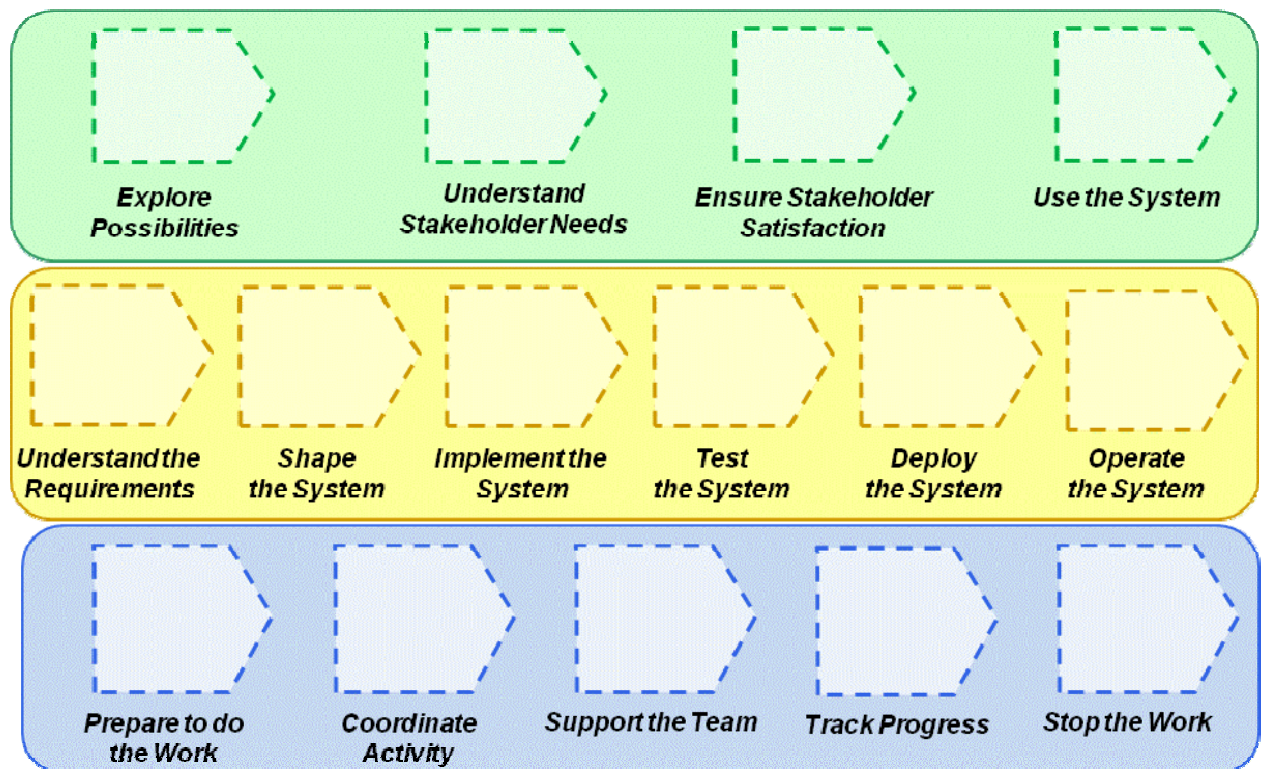 Explore
Possibilities
Understand
Stakeholder Needs
Ensure Stakeholder
Satisfaction
Use the System
Understand the
Requirements
Shape
the System
Implement the
System
Test
the System
Deploy
the System
Operate
the System
Prepare to do
the Work
Coordinate
Activity
Support the Team
Track Progress
Stop the Work